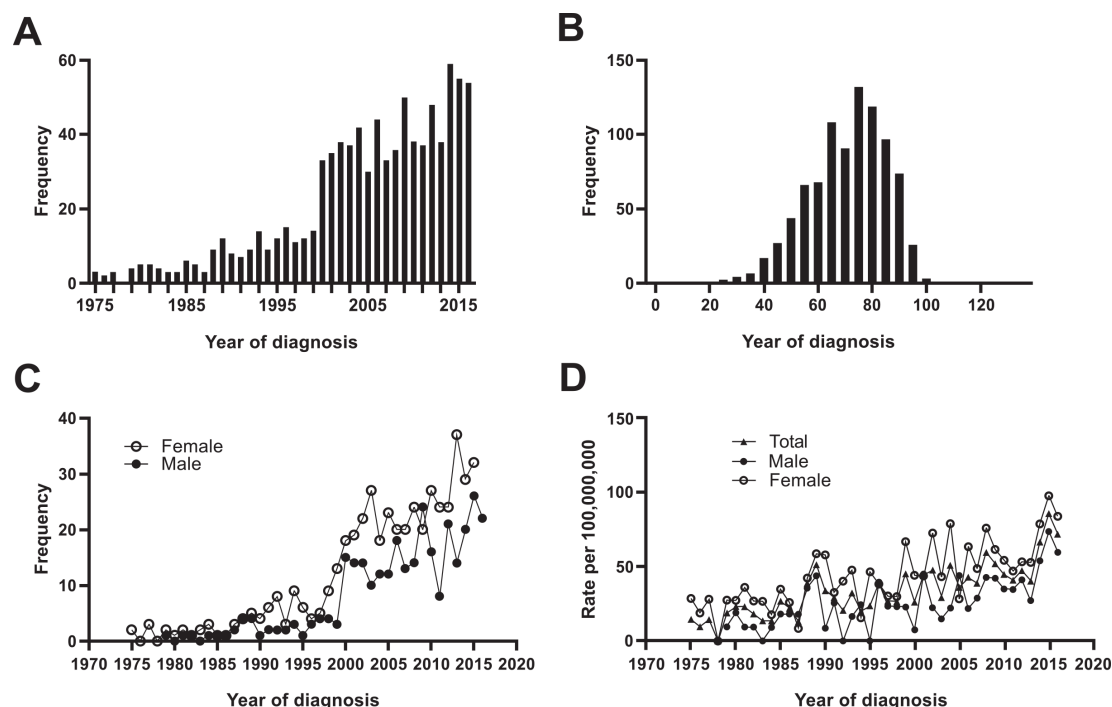 A
60
40
20
0
Frequency
1975 1985 1995 2005 2015
Year of diagnosis
B
150
100
50
0
Frequency
0 20 40 60 80 100 120
Year of diagnosis
C
40
30
20
10
0
Frequency
Female
Male
1970 1975 1980 1985 1990 1995 2000 2005 2010 2015 2020
Year of diagnosis
D
150
100
50
0
Rate per 100,000,000
Total
Male
Female
1970 1975 1980 1985 1990 1995 2000 2005 2010 2015 2020
Year of diagnosis